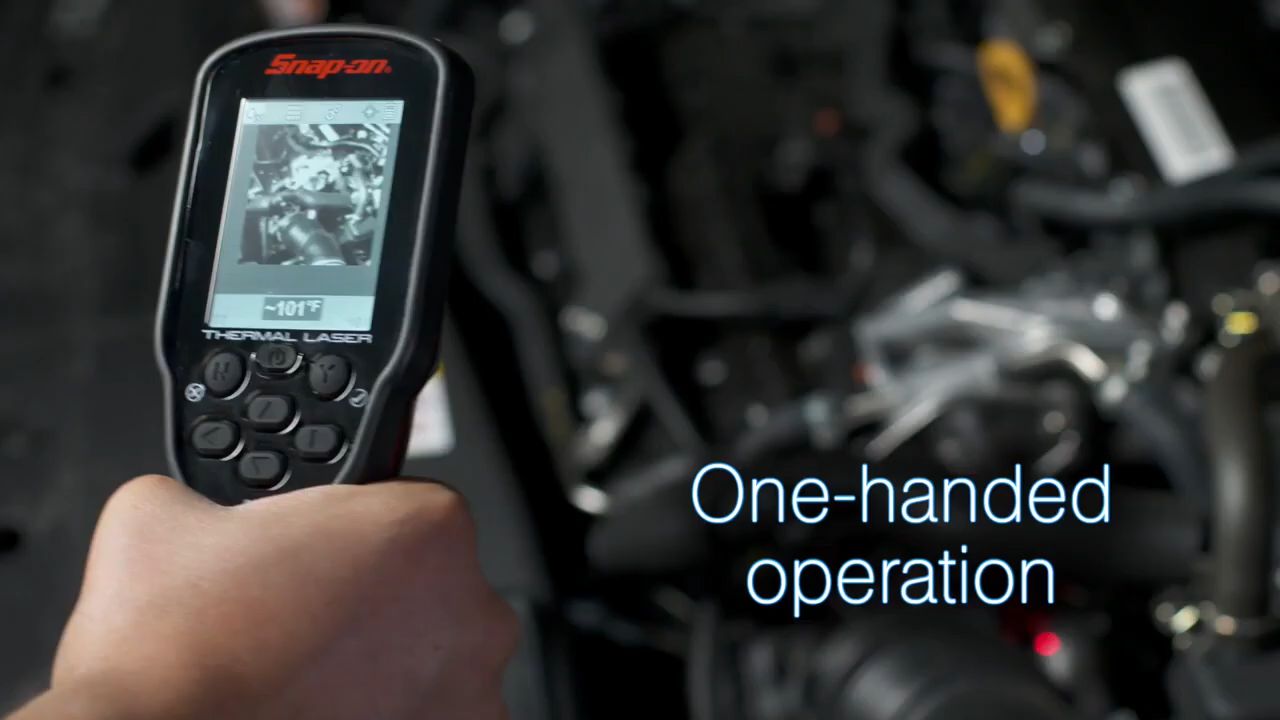 Snap-on
~101°F
THERMAL LASER
N
Y
One-handed
operation